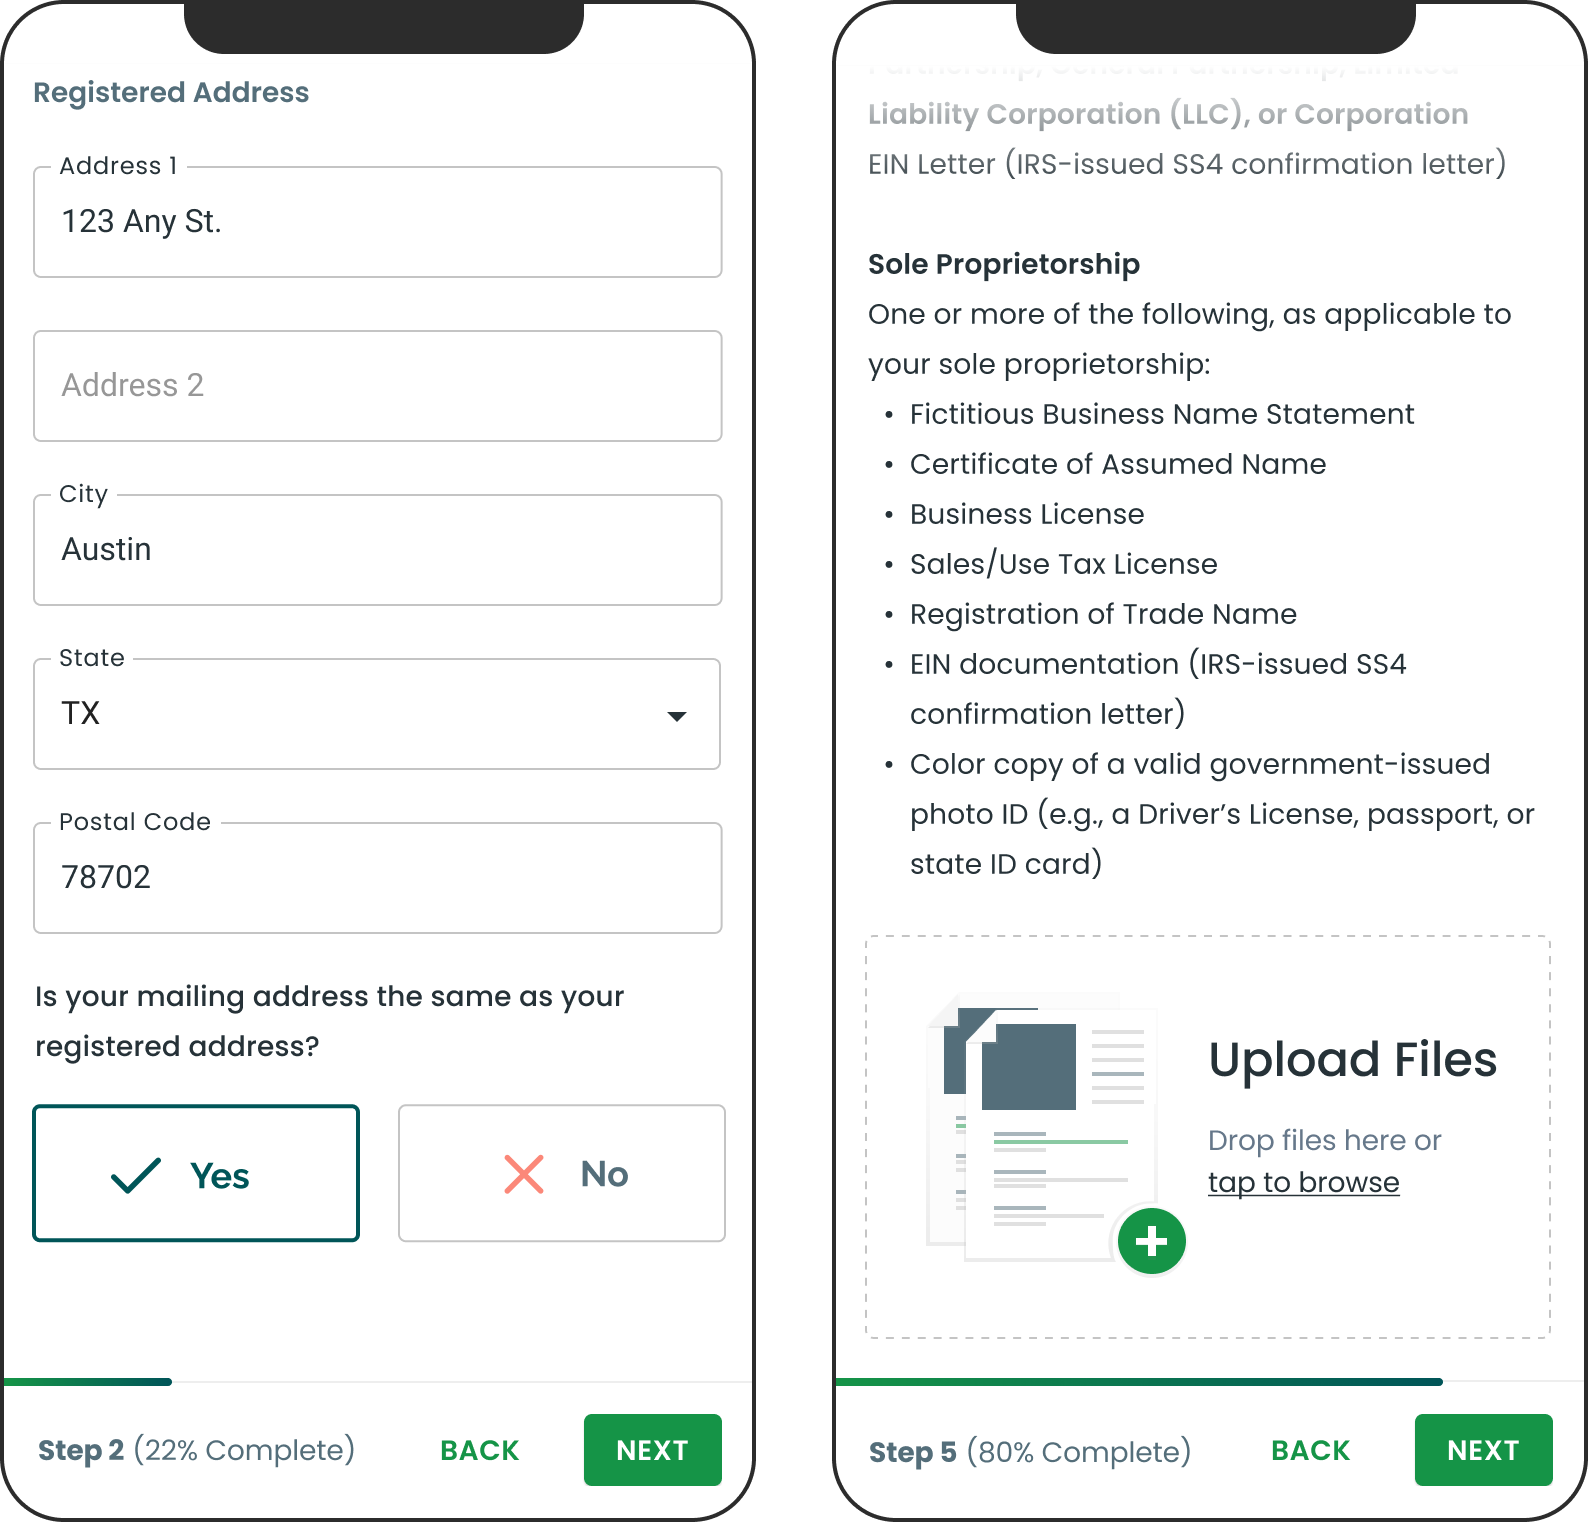 Registered Address
Address 1
123 Any St.
Address 2
City
Austin
State
TX
Postal Code
78702
Is your mailing address the same as your
registered address?
Yes
No
Step 2 (22% Complete)
BACK
NEXT
Partnership, General Partnership, Limited
Liability Corporation (LLC), or Corporation
EIN Letter (IRS-issued SS4 confirmation letter)
Sole Proprietorship
One or more of the following, as applicable to
your sole proprietorship:
• Fictitious Business Name Statement
• Certificate of Assumed Name
• Business License
• Sales/Use Tax License
• Registration of Trade Name
• EIN documentation (IRS-issued SS4
confirmation letter)
• Color copy of a valid government-issued
photo ID (e.g., a Driver’s License, passport, or
state ID card)
Upload Files
Drop files here or
tap to browse
Step 5 (80% Complete)
BACK
NEXT